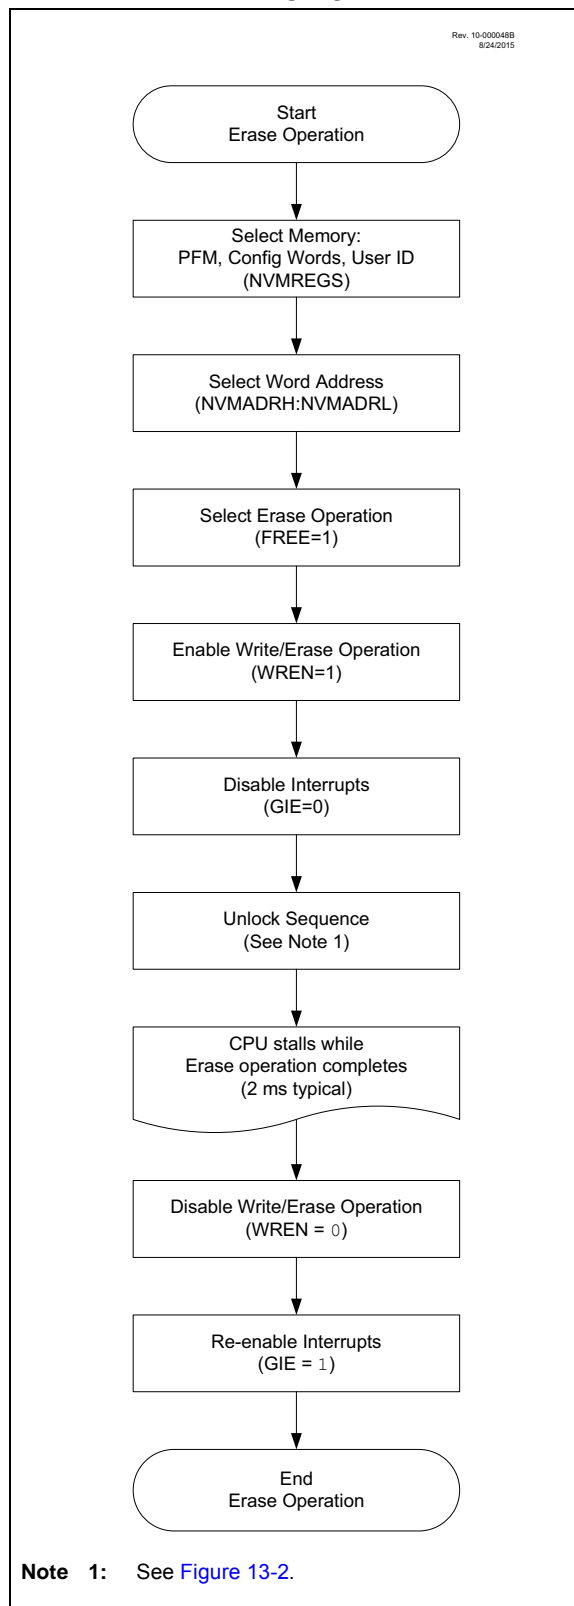 Rev. 10-000048B
8/24/2015
Start
Erase Operation
Select Memory:
PFM, Config Words, User ID
(NVMREGS)
Select Word Address
(NVMADRH:NVMADRL)
Select Erase Operation
(FREE=1)
Enable Write/Erase Operation
(WREN=1)
Disable Interrupts
(GIE=0)
Unlock Sequence
(See Note 1)
CPU stalls while
Erase operation completes
(2 ms typical)
Disable Write/Erase Operation
(WREN = 0)
Re-enable Interrupts
(GIE = 1)
End
Erase Operation
Note 1: See Figure 13-2.